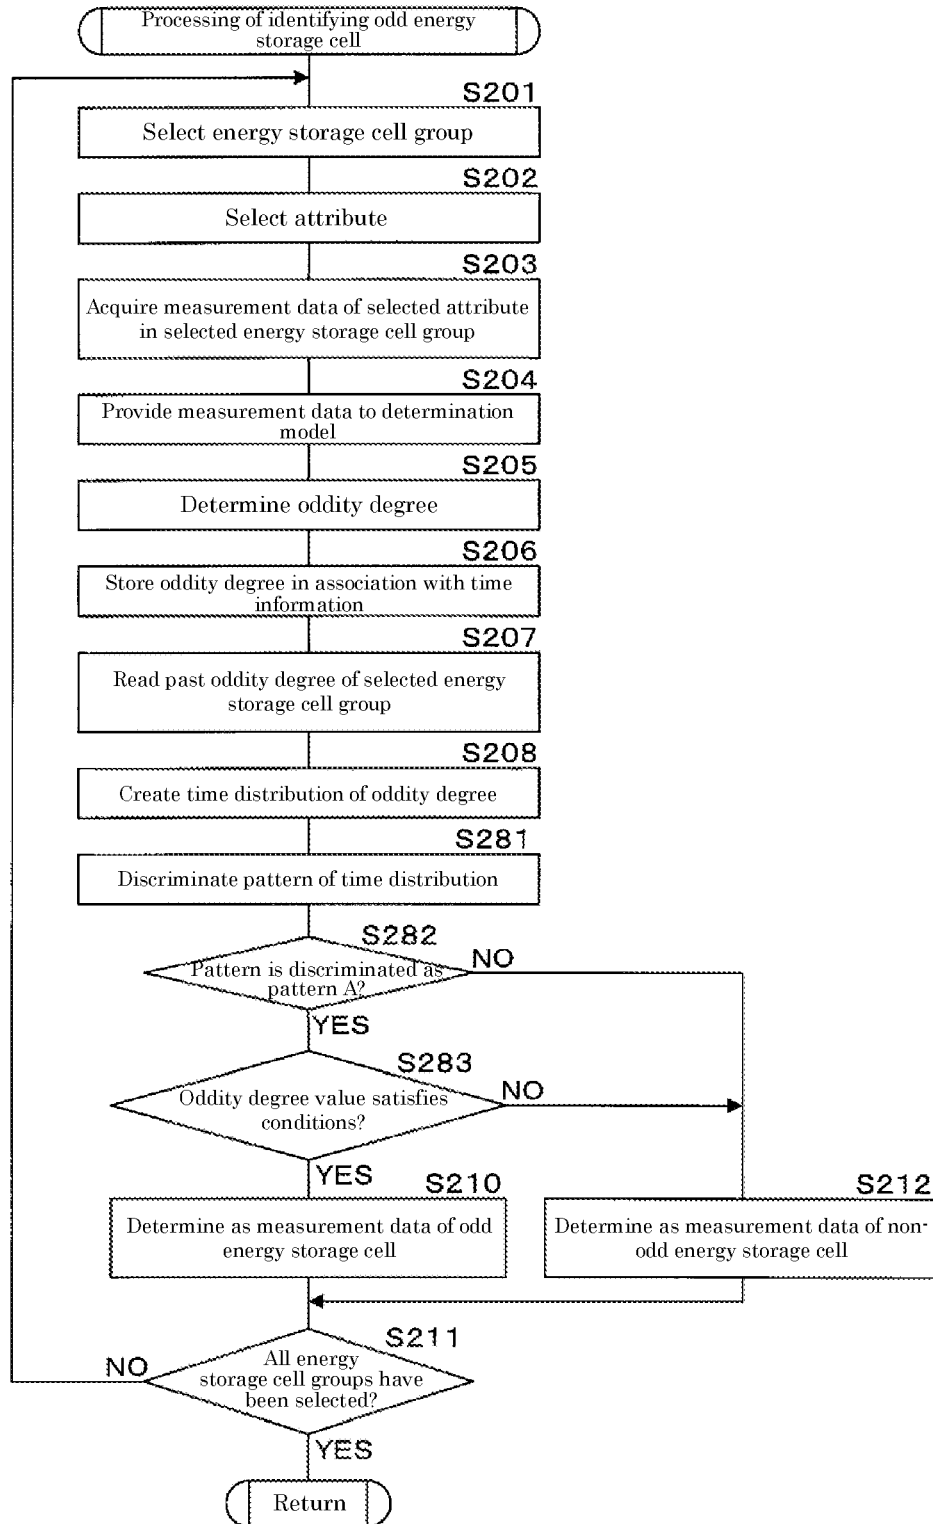 Processing of identifying odd energy
storage cell
S201
Select energy storage cell group
S202
Select attribute
S203
Acquire measurement data of selected attribute
in selected energy storage cell group
S204
Provide measurement data to determination
model
S205
Determine oddity degree
S206
Store oddity degree in association with time
information
S207
Read past oddity degree of selected energy
storage cell group
S208
Create time distribution of oddity degree
S281
Discriminate pattern of time distribution
S282
NO
Pattern is discriminated as
pattern A?
YES
S283
NO
Oddity degree value satisfies
conditions?
YES
S210
Determine as measurement data of odd
energy storage cell
S212
Determine as measurement data of non-
odd energy storage cell
S211
NO
All energy
storage cell groups have
been selected?
YES
Return